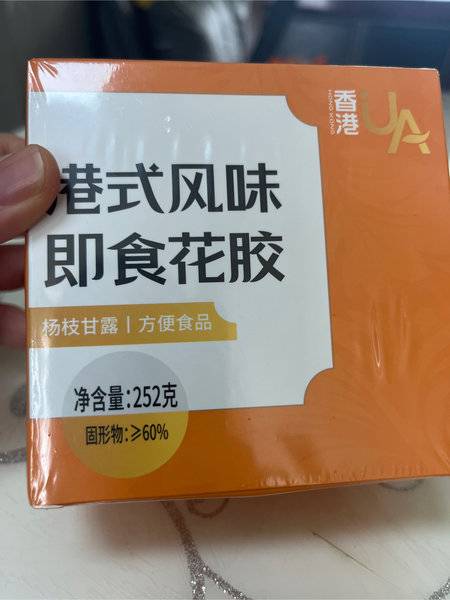 香港
UA
港式风味
即食花胶
杨枝甘露|方便食品
净含量:252克
固形物:≥60%